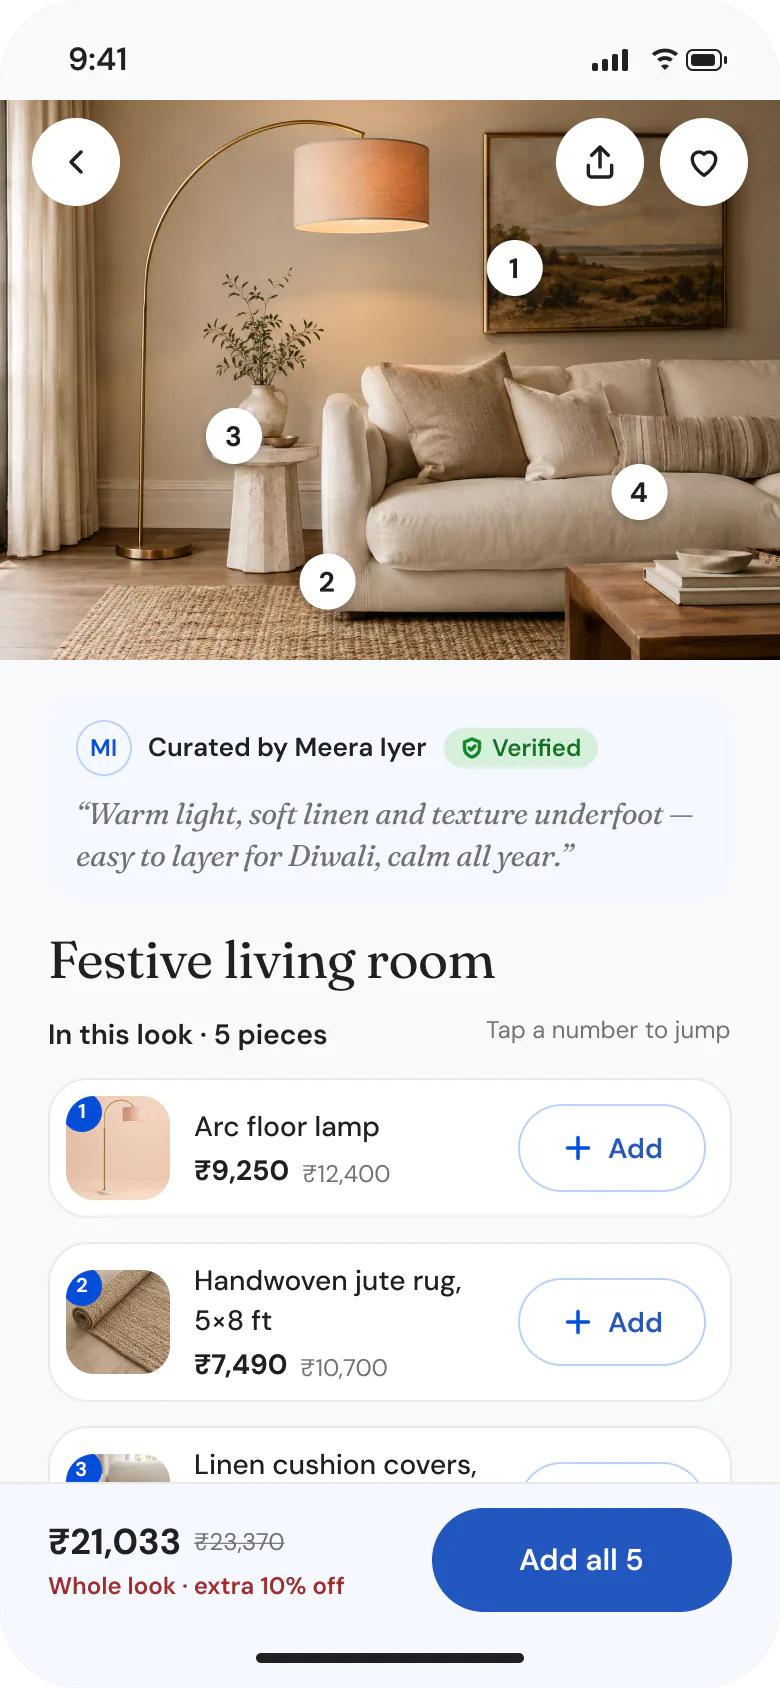 9:41
1
3
4
2
MI
Curated by Meera Iyer
Verified
“Warm light, soft linen and texture underfoot —
easy to layer for Diwali, calm all year.”
Festive living room
In this look · 5 pieces
Tap a number to jump
1
Arc floor lamp
₹9,250 ₹12,400
Add
2
Handwoven jute rug,
5×8 ft
₹7,490 ₹10,700
Add
3
Linen cushion covers,
₹21,033 ₹23,370
Whole look · extra 10% off
Add all 5